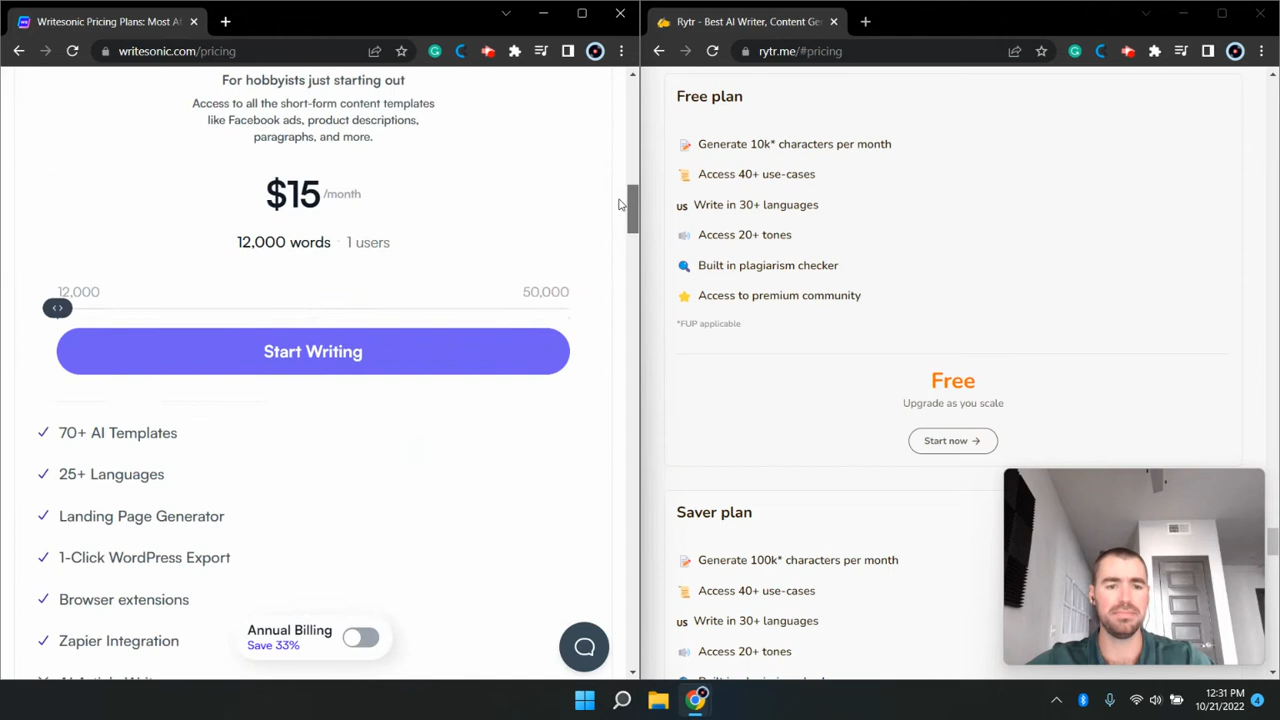 Writesonic Pricing Plans: Most Af
writesonic.com/pricing
For hobbyists just starting out
Access to all the short-form content templates
like Facebook ads, product descriptions,
paragraphs, and more.
$15 /month
12,000 words · 1 users
12,000 50,000
Start Writing
70+ AI Templates
25+ Languages
Landing Page Generator
1-Click WordPress Export
Browser extensions
Zapier Integration
Annual Billing
Save 33%
Rytr - Best AI Writer, Content Ge
rytr.me/#pricing
Free plan
Generate 10k* characters per month
Access 40+ use-cases
US Write in 30+ languages
Access 20+ tones
Built in plagiarism checker
Access to premium community
*FUP applicable
Free
Upgrade as you scale
Start now →
Saver plan
Generate 100k* characters per month
Access 40+ use-cases
US Write in 30+ languages
Access 20+ tones
12:31 PM
10/21/2022
4